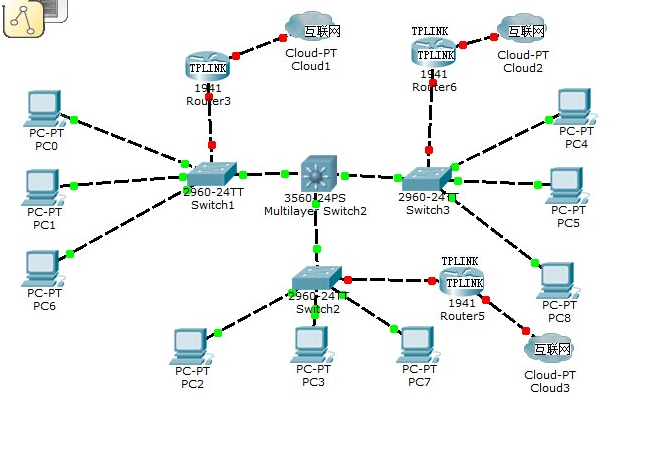 互联网
Cloud-PT
Cloud1
TPLINK
1941
Router3
TPLINK
TPLINK
1941
Router6
互联网
Cloud-PT
Cloud2
PC-PT
PC0
PC-PT
PC4
2960-24TT
Switch1
3560-24PS
Multilayer Switch2
2960-24TT
Switch3
PC-PT
PC1
PC-PT
PC5
PC-PT
PC6
2960-24TT
Switch2
TPLINK
TPLINK
1941
Router5
PC-PT
PC8
互联网
Cloud-PT
Cloud3
PC-PT
PC2
PC-PT
PC3
PC-PT
PC7